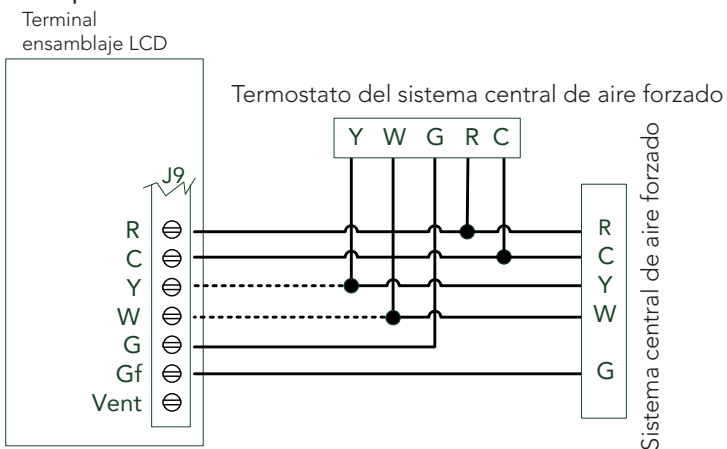 Terminal
ensamblaje LCD
Termostato del sistema central de aire forzado
Y W G R C
J9
R
C
Y
W
G
Gf
Vent
R
C
Y
W
G
Sistema central de aire forzado